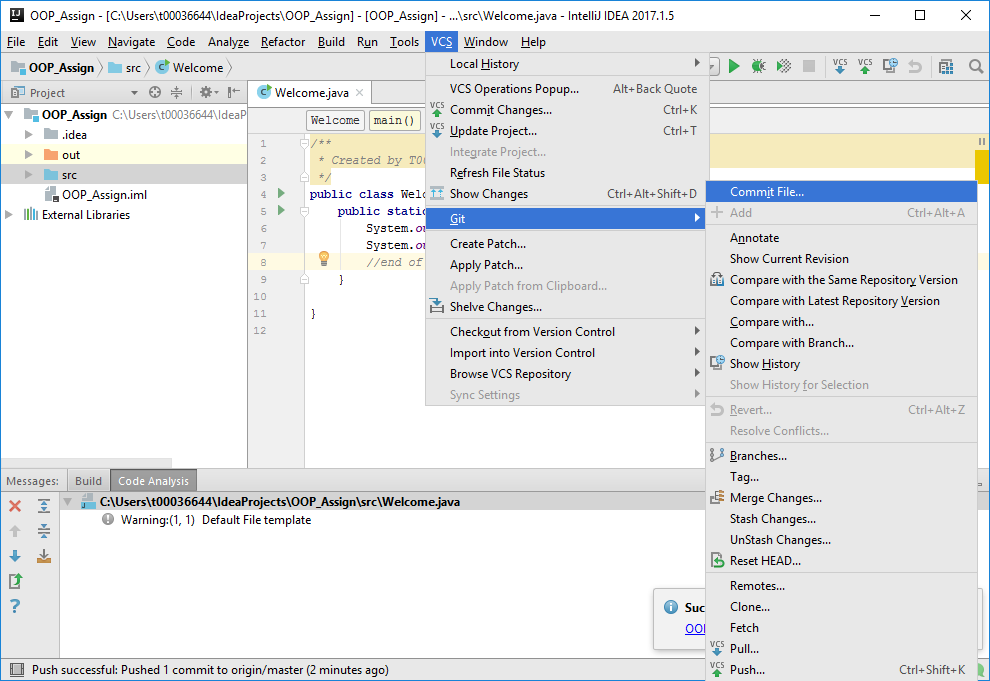 OOP_Assign - [C:\Users\t00036644\IdeaProjects\OOP_Assign] - [OOP_Assign] - ...\src\Welcome.java - IntelliJ IDEA 2017.1.5
File Edit View Navigate Code Analyze Refactor Build Run Tools VCS Window Help
OOP_Assign src Welcome
Project
OOP_Assign C:\Users\t00036644\IdeaP
.idea
out
src
OOP_Assign.iml
External Libraries
Welcome.java
Welcome main()
1 /**
2 * Created by
3 */
4 public class
5 public static
6
7
8 //end of
9 }
10
11 }
12
Local History
VCS Operations Popup... Alt+Back Quote
VCS Commit Changes... Ctrl+K
VCS Update Project... Ctrl+T
Integrate Project...
Refresh File Status
Show Changes Ctrl+Alt+Shift+D
Git
Create Patch...
Apply Patch...
Apply Patch from Clipboard...
Shelve Changes...
Checkout from Version Control
Import into Version Control
Browse VCS Repository
Sync Settings
VCS VCS
Commit File...
Add Ctrl+Alt+A
Annotate
Show Current Revision
Compare with the Same Repository Version
Compare with Latest Repository Version
Compare with...
Compare with Branch...
Show History
Show History for Selection
Revert... Ctrl+Alt+Z
Resolve Conflicts...
Branches...
Tag...
Merge Changes...
Stash Changes...
UnStash Changes...
Reset HEAD...
Remotes...
Clone...
Fetch
VCS Pull...
VCS Push... Ctrl+Shift+K
Messages: Build Code Analysis
C:\Users\t00036644\IdeaProjects\OOP_Assign\src\Welcome.java
Warning:(1, 1) Default File template
Suc
Push successful: Pushed 1 commit to origin/master (2 minutes ago)